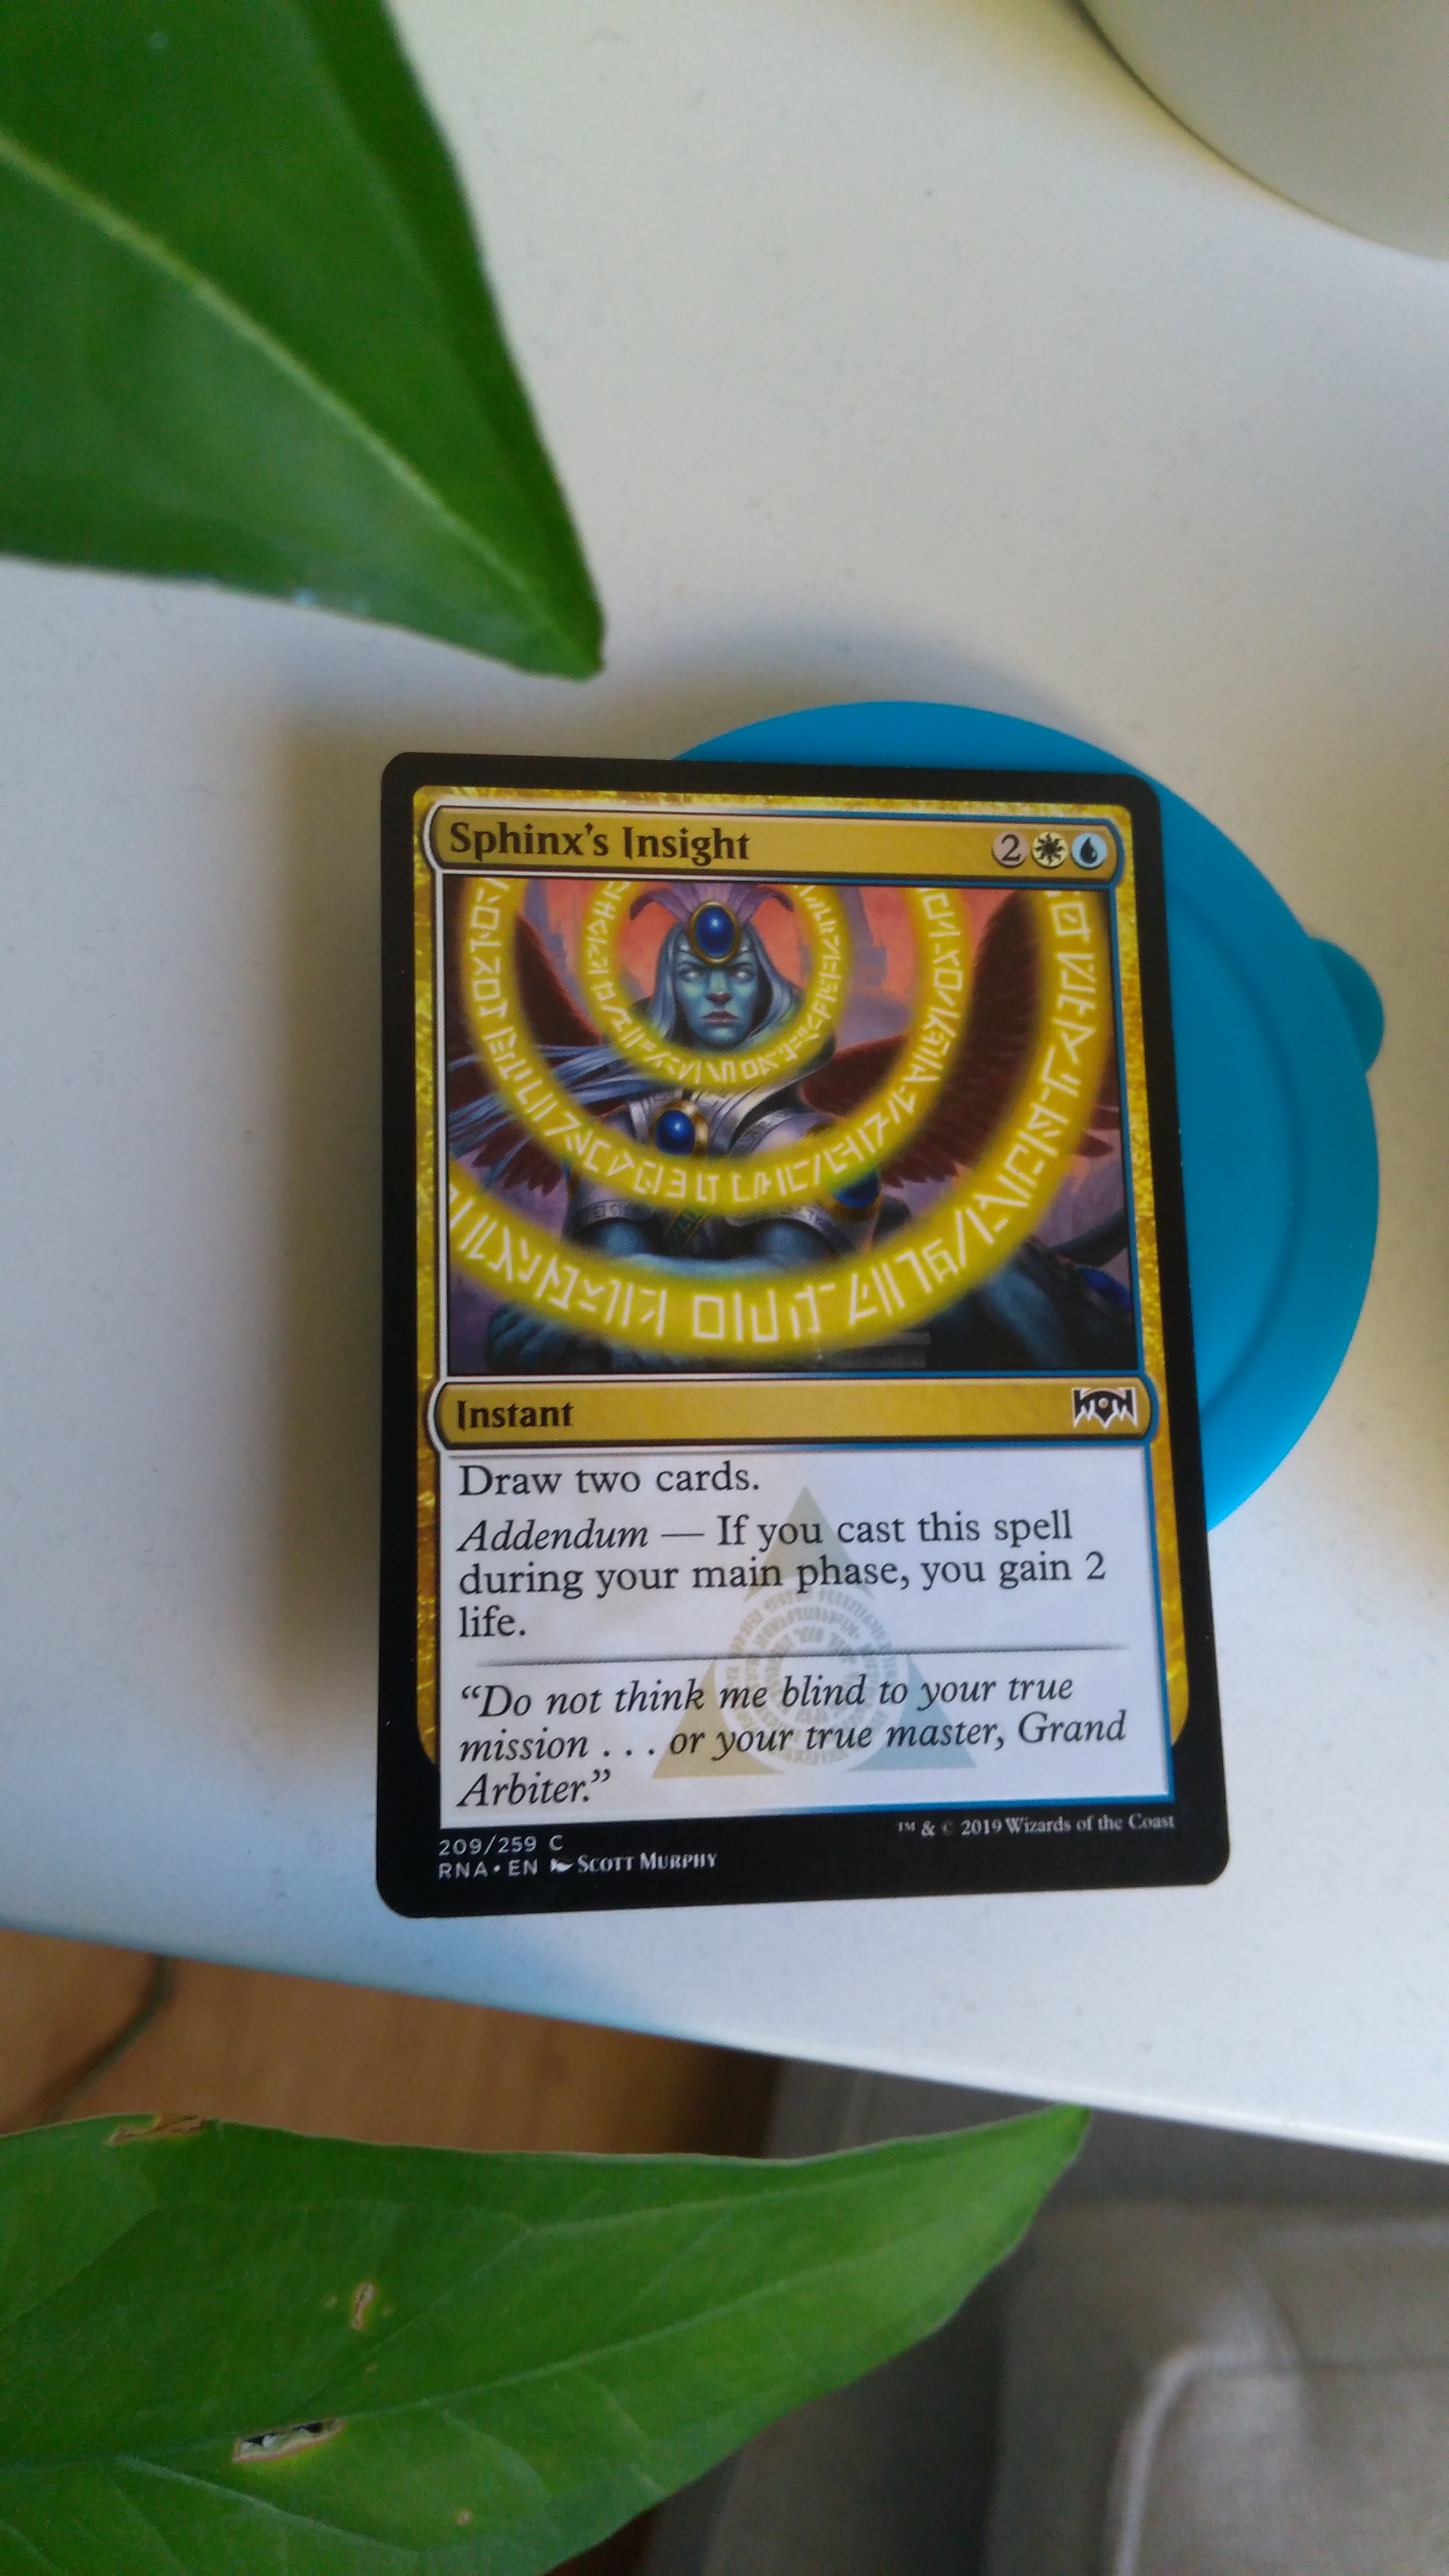 Sphinx's Insight 2
Instant
Draw two cards.
Addendum — If you cast this spell
during your main phase, you gain 2
life.
“Do not think me blind to your true
mission . . . or your true master, Grand
Arbiter.”
209/259 C
™ & © 2019 Wizards of the Coast
RNA • EN Scott Murphy